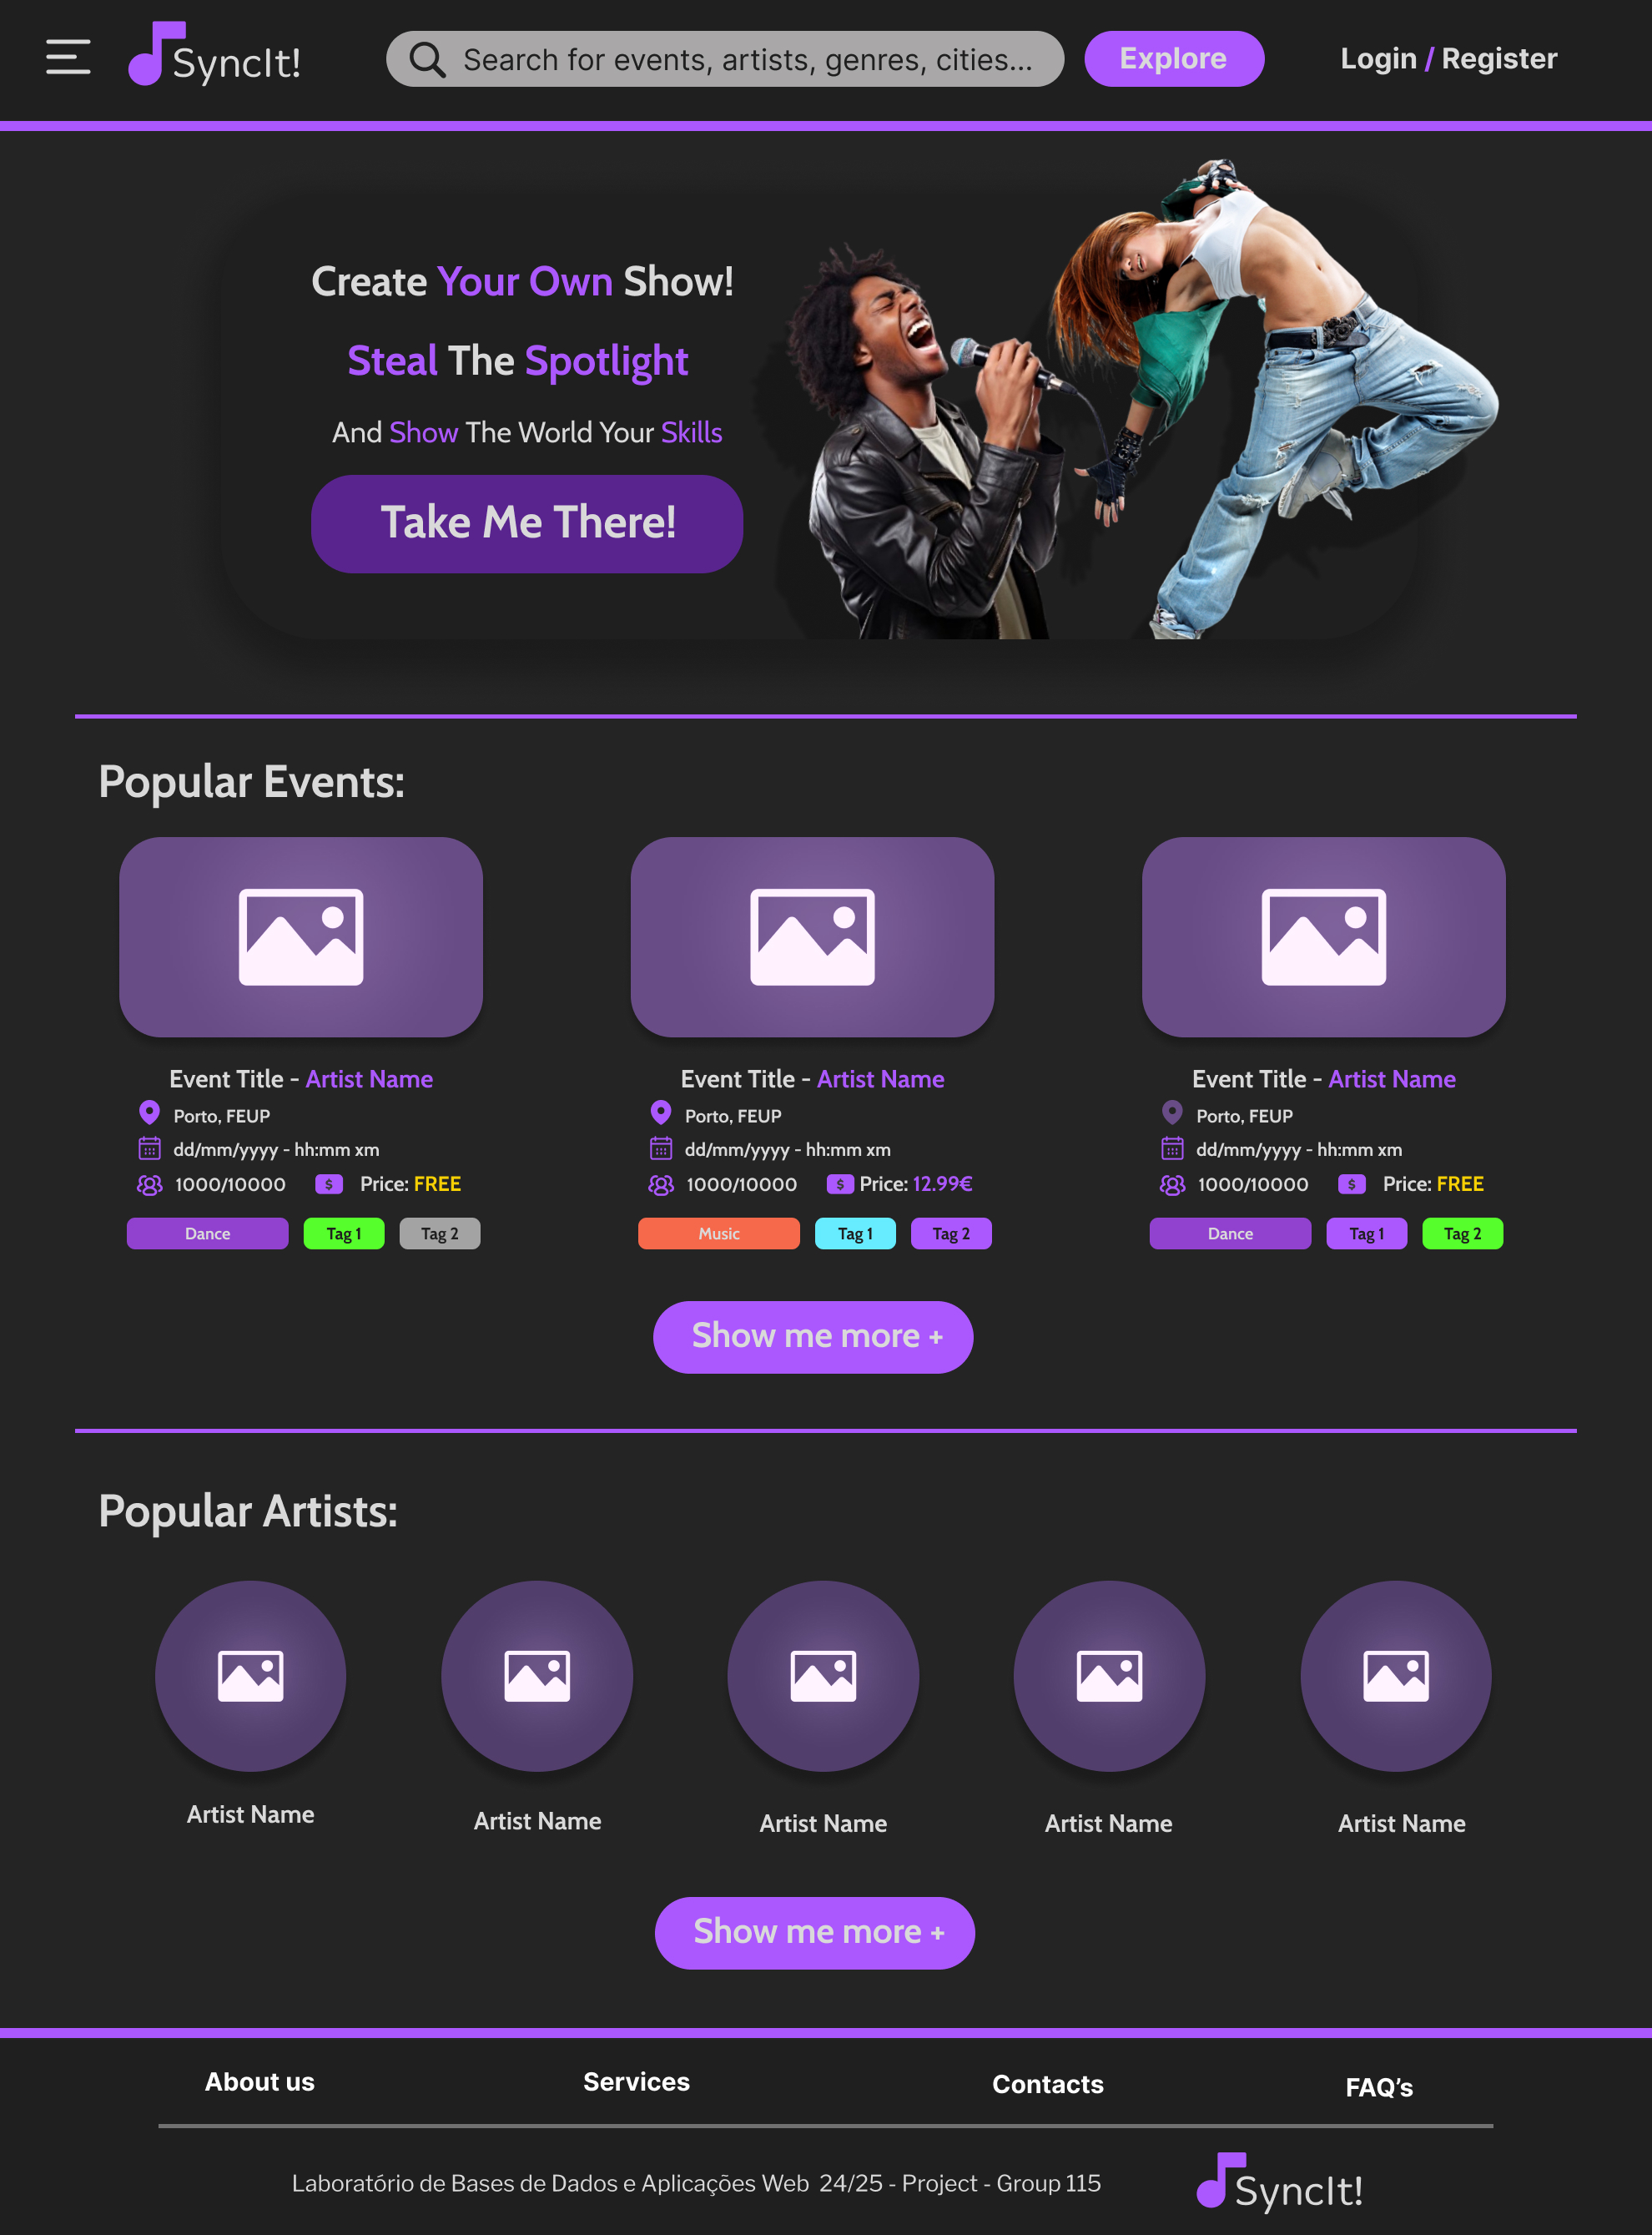 SyncIt!
Search for events, artists, genres, cities...
Explore
Login / Register
Create Your Own Show!
Steal The Spotlight
And Show The World Your Skills
Take Me There!
Popular Events:
Event Title - Artist Name
Porto, FEUP
dd/mm/yyyy - hh:mm xm
1000/10000 $ Price: FREE
Dance Tag 1 Tag 2
Event Title - Artist Name
Porto, FEUP
dd/mm/yyyy - hh:mm xm
1000/10000 $ Price: 12.99€
Music Tag 1 Tag 2
Event Title - Artist Name
Porto, FEUP
dd/mm/yyyy - hh:mm xm
1000/10000 $ Price: FREE
Dance Tag 1 Tag 2
Show me more +
Popular Artists:
Artist Name
Artist Name
Artist Name
Artist Name
Artist Name
Show me more +
About us
Services
Contacts
FAQ's
Laboratório de Bases de Dados e Aplicações Web 24/25 - Project - Group 115
SyncIt!